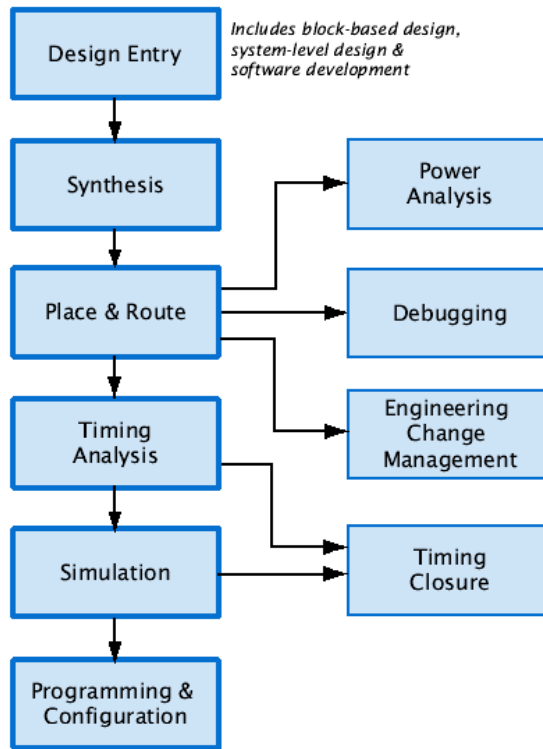 Design Entry
Includes block-based design,
system-level design &
software development
Synthesis
Power
Analysis
Place & Route
Debugging
Timing
Analysis
Engineering
Change
Management
Simulation
Timing
Closure
Programming &
Configuration